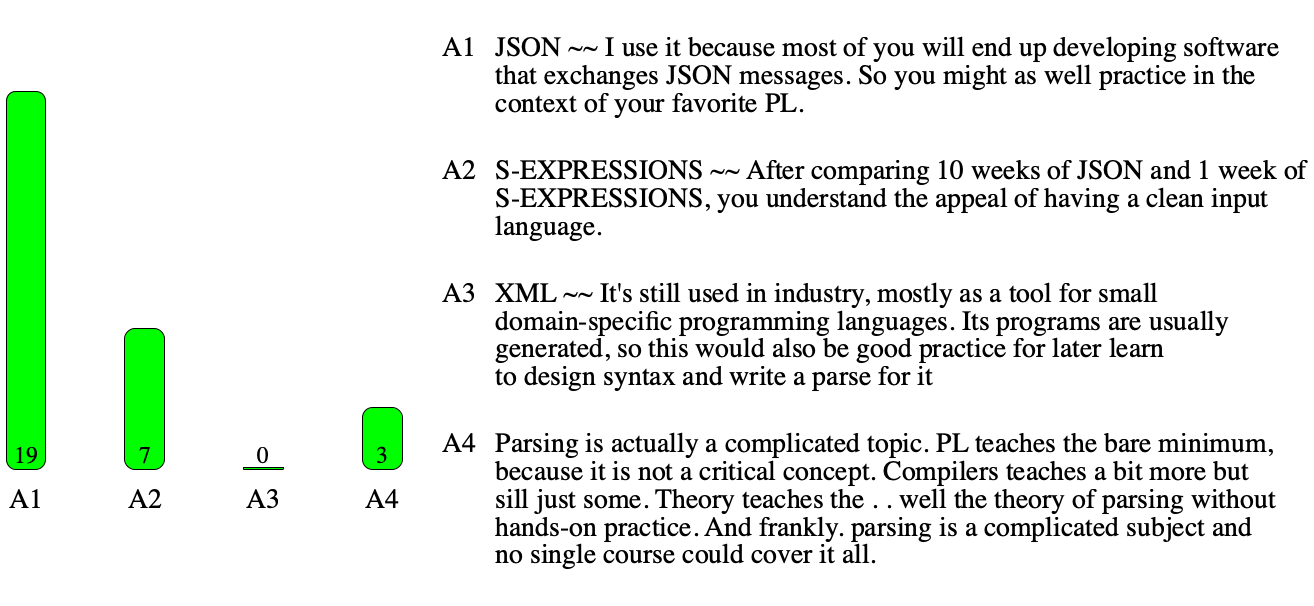 A1 JSON ~~ I use it because most of you will end up developing software
that exchanges JSON messages. So you might as well practice in the
context of your favorite PL.
A2 S-EXPRESSIONS ~~ After comparing 10 weeks of JSON and 1 week of
S-EXPRESSIONS, you understand the appeal of having a clean input
language.
A3 XML ~~ It's still used in industry, mostly as a tool for small
domain-specific programming languages. Its programs are usually
generated, so this would also be good practice for later learn
to design syntax and write a parse for it
A4 Parsing is actually a complicated topic. PL teaches the bare minimum,
because it is not a critical concept. Compilers teaches a bit more but
sill just some. Theory teaches the . . well the theory of parsing without
hands-on practice. And frankly. parsing is a complicated subject and
no single course could cover it all.
19 7 0 3
A1 A2 A3 A4